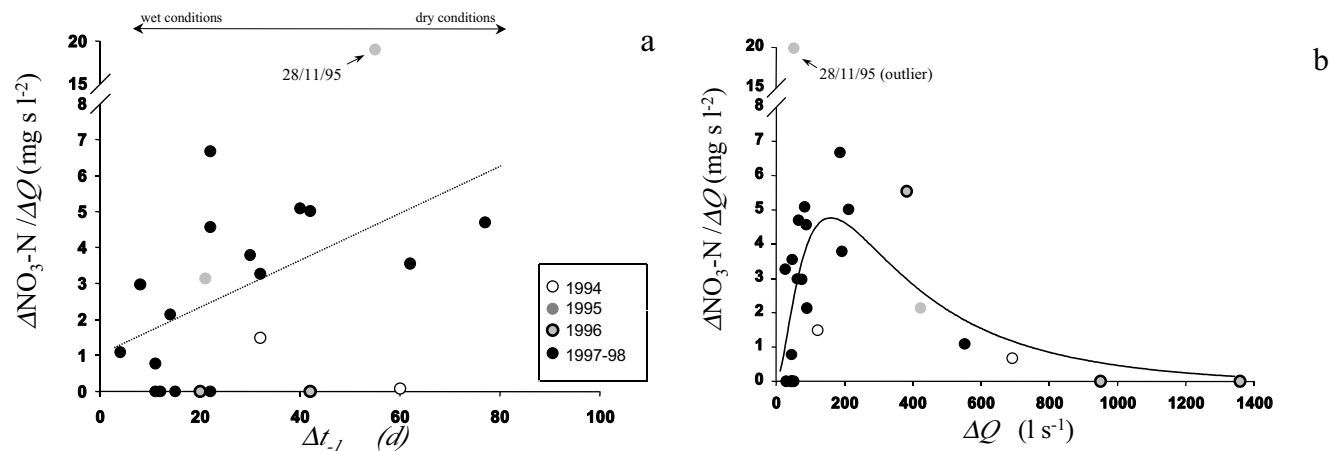 wet conditions dry conditions
a
20
28/11/95
15
8
7
6
5
4
3
2
1
0
ΔNO3-N /ΔQ (mg s l-2)
0 20 40 60 80 100
Δt-1 (d)
1994
1995
1996
1997-98
b
20
28/11/95 (outlier)
15
8
7
6
5
4
3
2
1
0
ΔNO3-N /ΔQ (mg s l-2)
0 200 400 600 800 1000 1200 1400
ΔQ (l s-1)